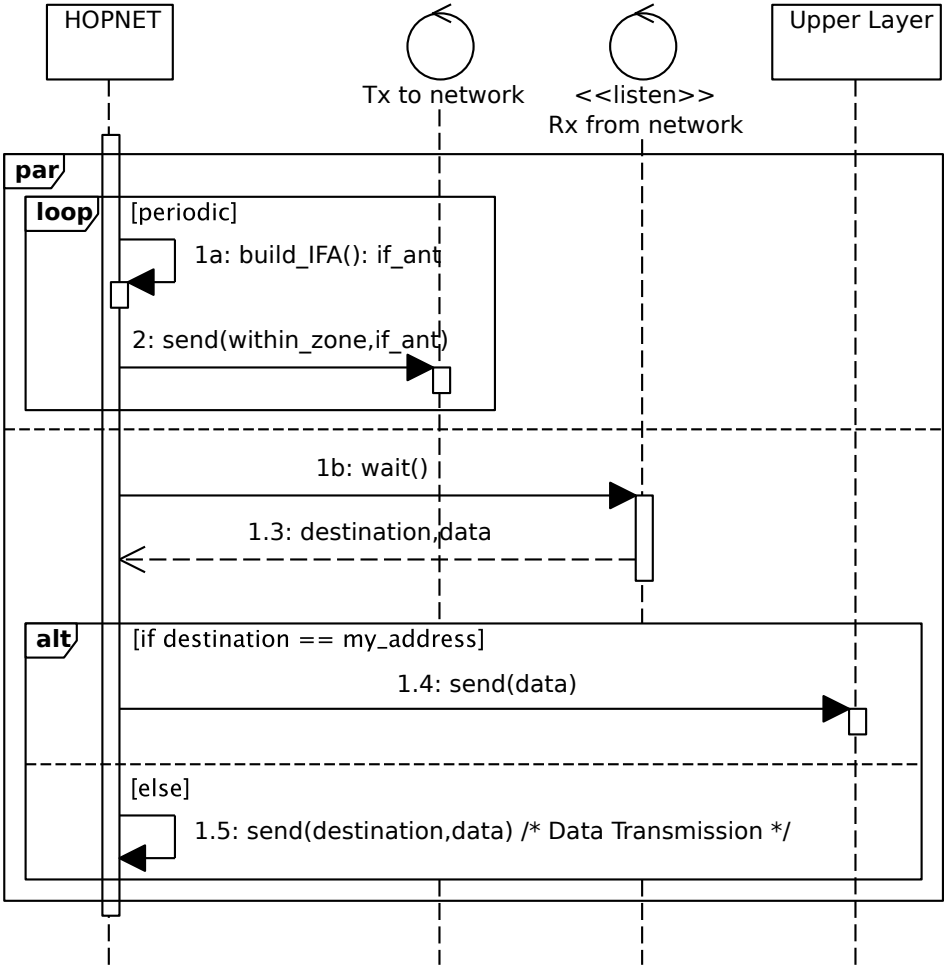 HOPNET
Upper Layer
Tx to network
<<listen>>
Rx from network
par
loop
[periodic]
1a: build_IFA(): if_ant
2: send(within_zone,if_ant)
1b: wait()
1.3: destination,data
alt
[if destination == my_address]
1.4: send(data)
[else]
1.5: send(destination,data) /* Data Transmission */